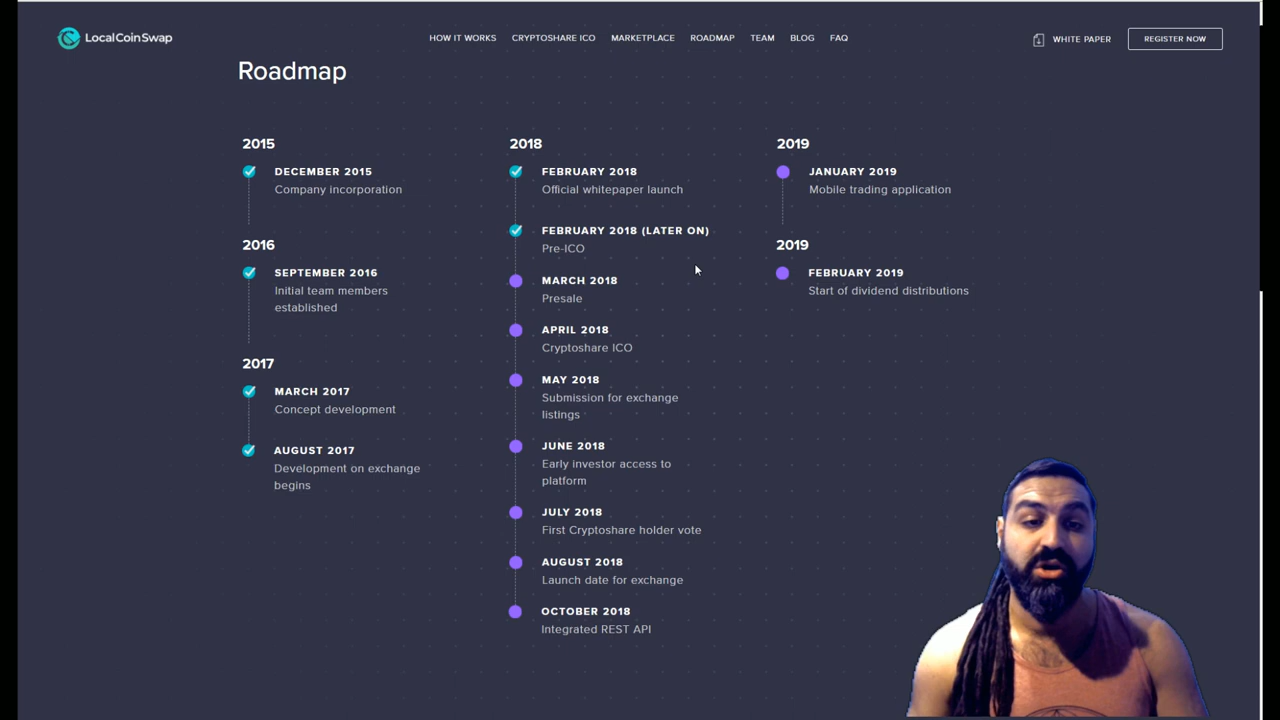 LocalCoinSwap
HOW IT WORKS
CRYPTOSHARE ICO
MARKETPLACE
ROADMAP
TEAM
BLOG
FAQ
WHITE PAPER
REGISTER NOW
Roadmap
2015
DECEMBER 2015
Company incorporation
2016
SEPTEMBER 2016
Initial team members
established
2017
MARCH 2017
Concept development
AUGUST 2017
Development on exchange
begins
2018
FEBRUARY 2018
Official whitepaper launch
FEBRUARY 2018 (LATER ON)
Pre-ICO
MARCH 2018
Presale
APRIL 2018
Cryptoshare ICO
MAY 2018
Submission for exchange
listings
JUNE 2018
Early investor access to
platform
JULY 2018
First Cryptoshare holder vote
AUGUST 2018
Launch date for exchange
OCTOBER 2018
Integrated REST API
2019
JANUARY 2019
Mobile trading application
2019
FEBRUARY 2019
Start of dividend distributions